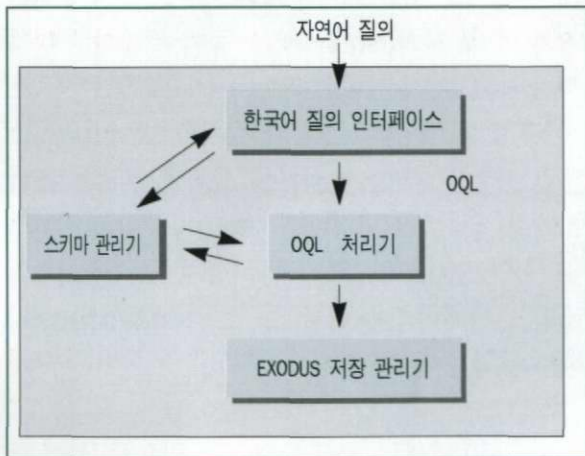 자연어 질의
한국어 질의 인터페이스
OQL
스키마 관리기
OQL 처리기
EXODUS 저장 관리기